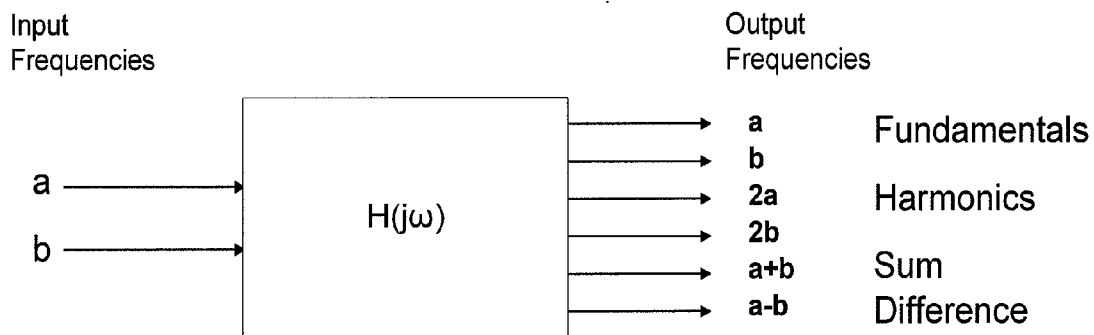 Input
Frequencies
Output
Frequencies
a
b
H(jω)
a Fundamentals
b
2a Harmonics
2b
a+b Sum
a-b Difference